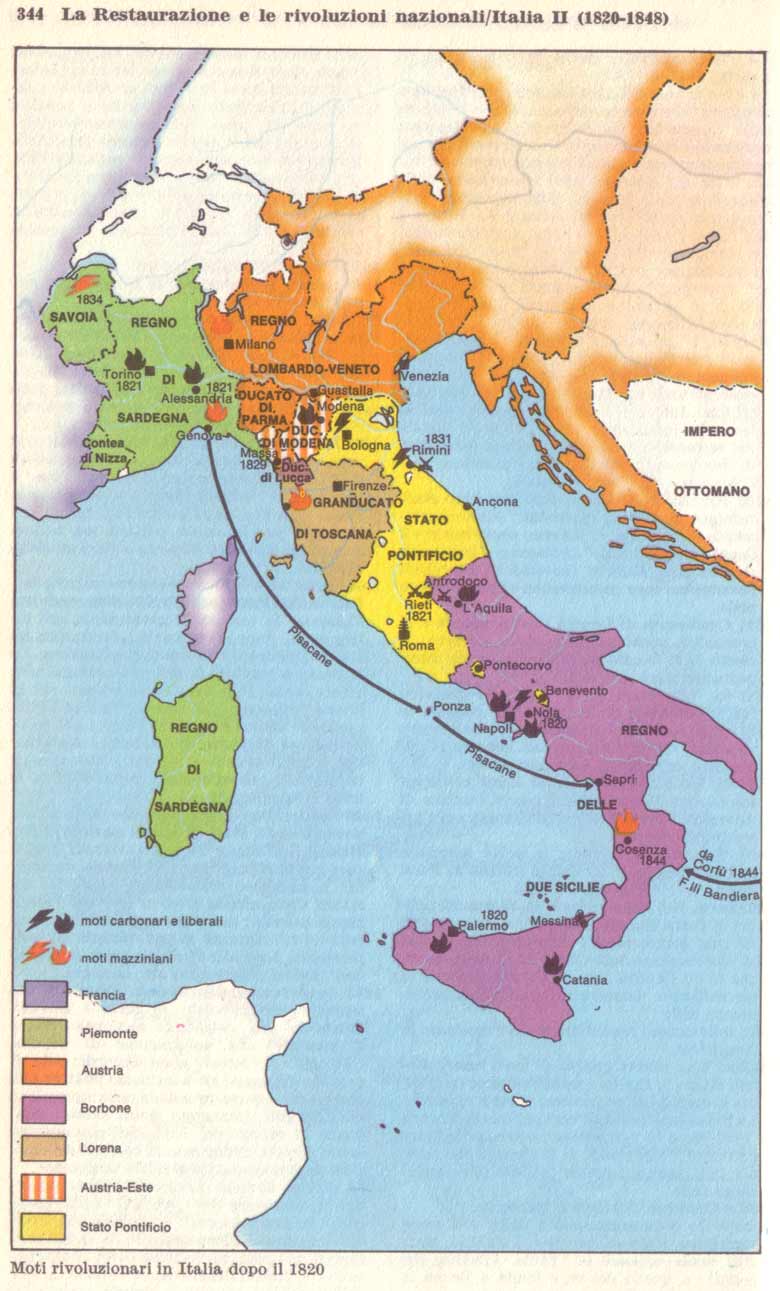 344 La Restaurazione e le rivoluzioni nazionali/Italia II (1820-1848)
1834
SAVOIA
REGNO
DI
SARDEGNA
Torino
1821
1821
Alessandria
Genova
Contea
di Nizza
REGNO
Milano
LOMBARDO-VENETO
Venezia
Guastalla
DUCATO
DI
PARMA
Modena
DUC.
DI MODENA
Massa
1829
Duc.
di Lucca
Bologna
1831
Rimini
Firenze
GRANDUCATO
DI TOSCANA
Ancona
STATO
PONTIFICIO
IMPERO
OTTOMANO
Antrodoco
Rieti
1821
L'Aquila
Roma
Pontecorvo
Benevento
Nola
1820
Napoli
Ponza
Pisacane
Pisacane
Sapri
REGNO
DELLE
DUE SICILIE
Cosenza
1844
da
Corfù 1844
F.lli Bandiera
REGNO
DI
SARDEGNA
1820
Palermo
Messina
Catania
moti carbonari e liberali
moti mazziniani
Francia
Piemonte
Austria
Borbone
Lorena
Austria-Este
Stato Pontificio
Moti rivoluzionari in Italia dopo il 1820